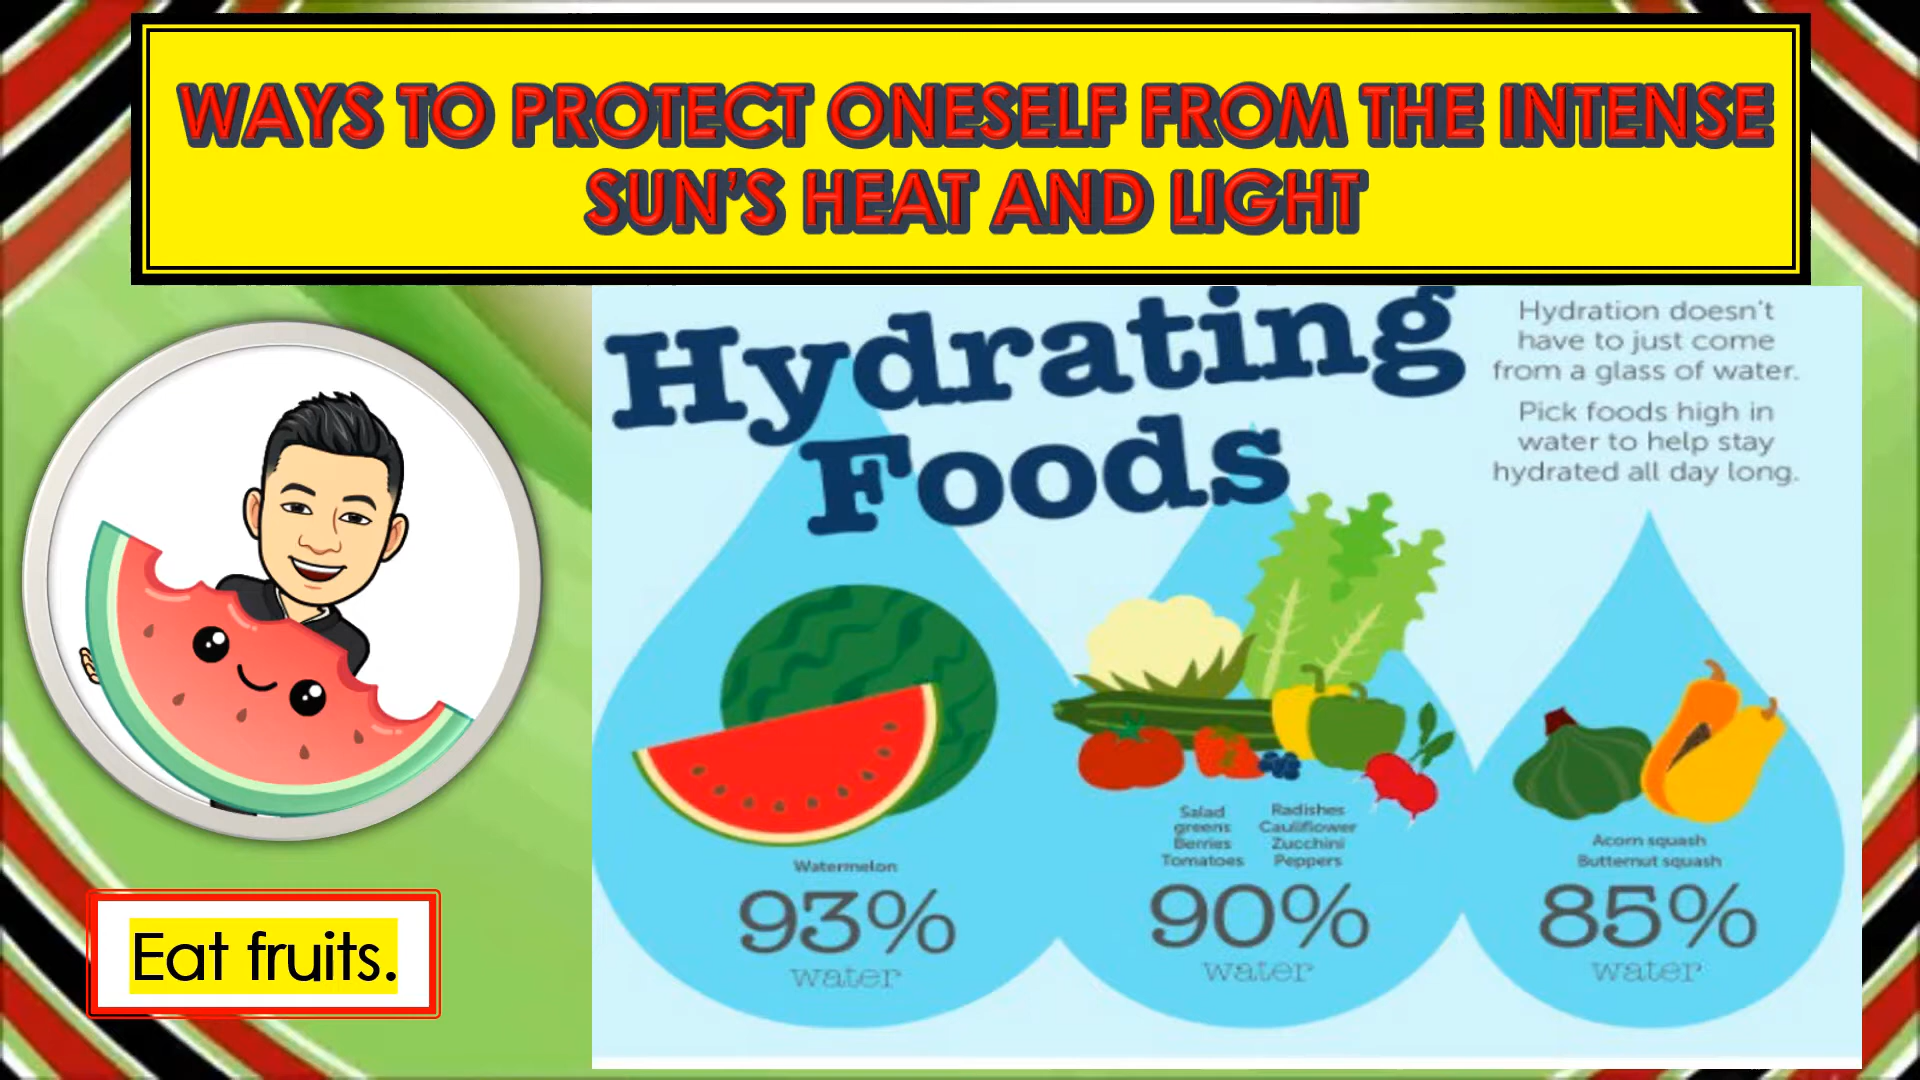 WAYS TO PROTECT ONESELF FROM THE INTENSE
SUN'S HEAT AND LIGHT
Hydrating
Foods
Hydration doesn't
have to just come
from a glass of water.
Pick foods high in
water to help stay
hydrated all day long.
Watermelon
93%
water
Salad
greens
Berries
Tomatoes
Radishes
Cauliflower
Zucchini
Peppers
90%
water
Acorn squash
Butternut squash
85%
water
Eat fruits.